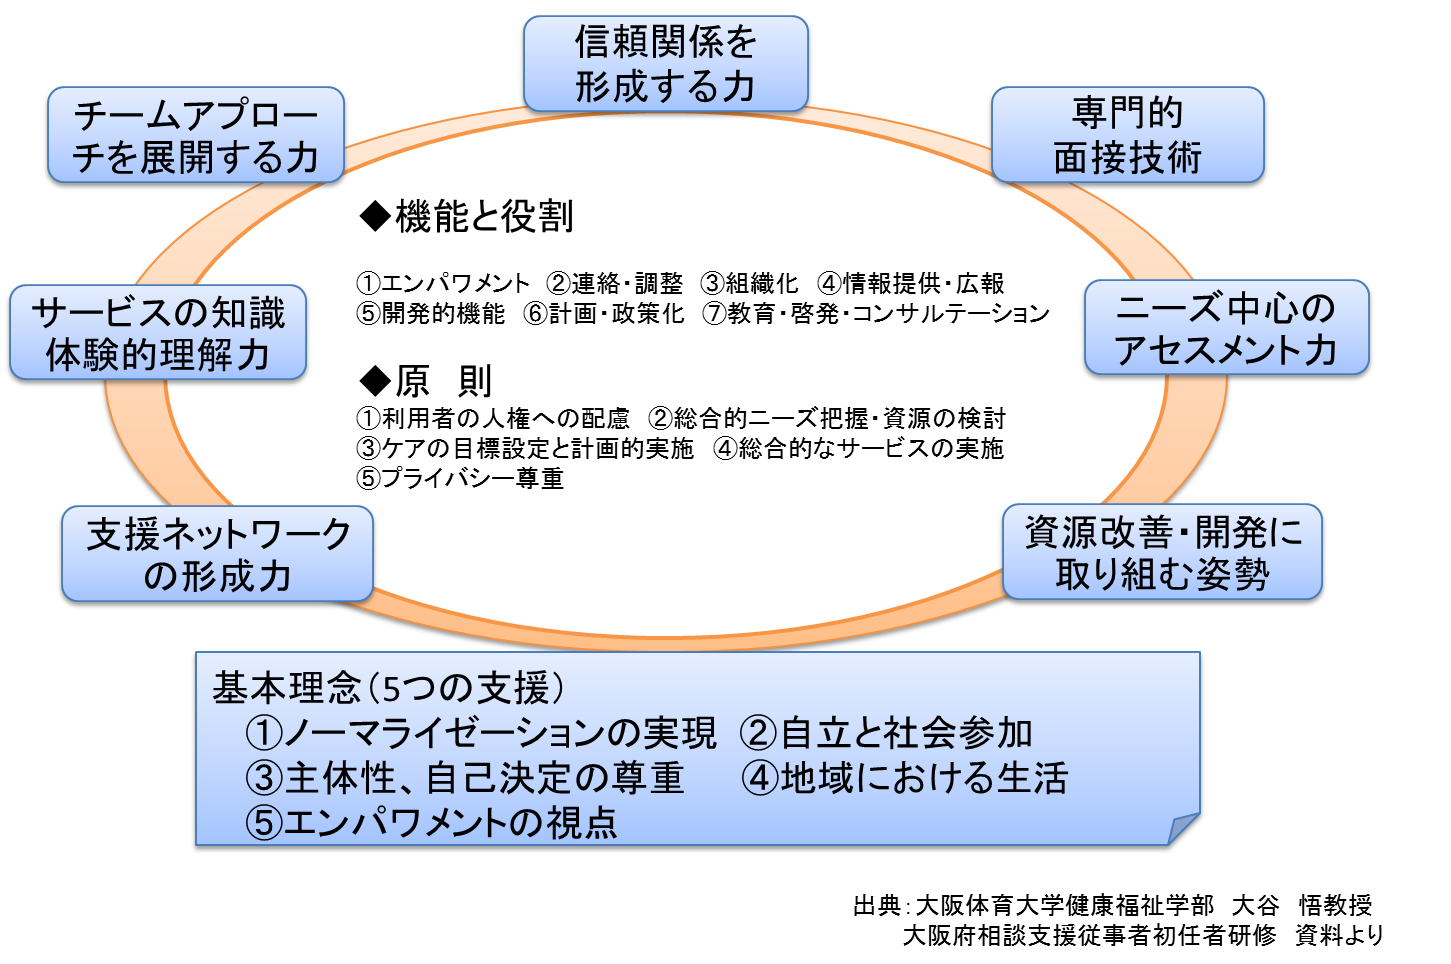 信頼関係を
形成する力
チームアプロー
チを展開する力
専門的
面接技術
◆機能と役割
①エンパワメント　②連絡・調整　③組織化　④情報提供・広報
⑤開発的機能　⑥計画・政策化　⑦教育・啓発・コンサルテーション
サービスの知識
体験的理解力
ニーズ中心の
アセスメント力
◆原　則
①利用者の人権への配慮　②総合的ニーズ把握・資源の検討
③ケアの目標設定と計画的実施　④総合的なサービスの実施
⑤プライバシー尊重
支援ネットワーク
の形成力
資源改善・開発に
取り組む姿勢
基本理念（5つの支援）
①ノーマライゼーションの実現　②自立と社会参加
③主体性、自己決定の尊重　④地域における生活
⑤エンパワメントの視点
出典：大阪体育大学健康福祉学部　大谷　悟教授
大阪府相談支援従事者初任者研修　資料より